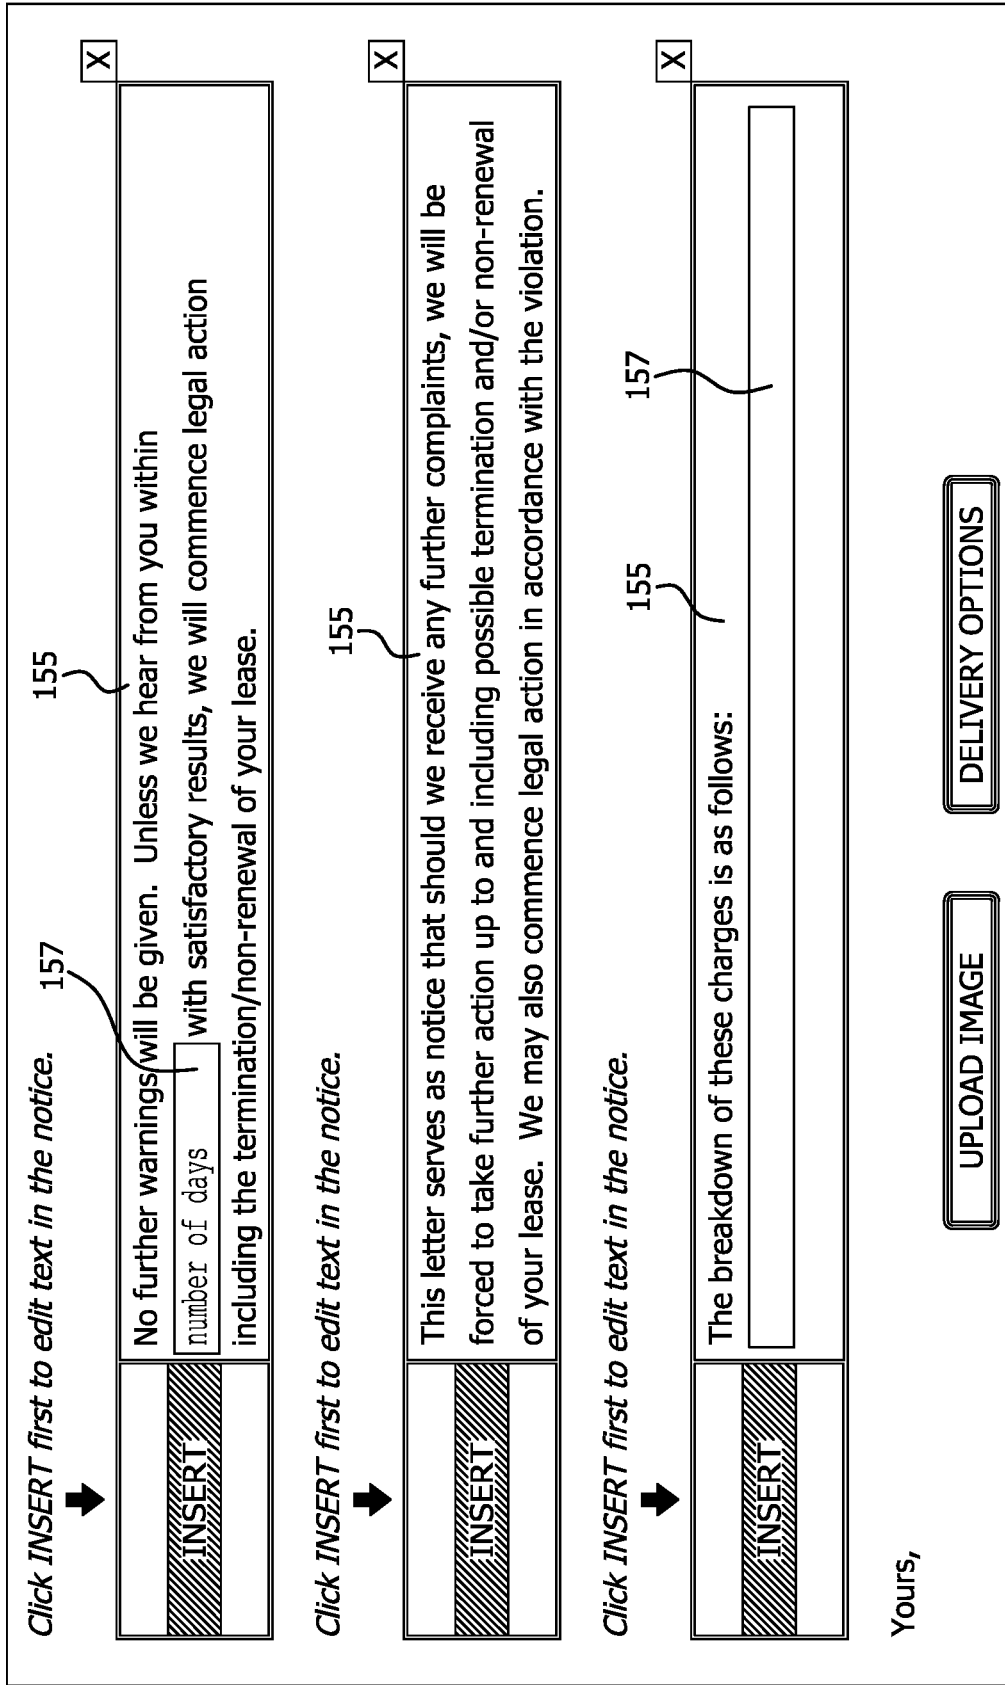 Click INSERT first to edit text in the notice.
157
155
X
INSERT
No further warnings will be given.  Unless we hear from you within
number of days with satisfactory results, we will commence legal action
including the termination/non-renewal of your lease.
Click INSERT first to edit text in the notice.
155
X
INSERT
This letter serves as notice that should we receive any further complaints, we will be
forced to take further action up to and including possible termination and/or non-renewal
of your lease.  We may also commence legal action in accordance with the violation.
Click INSERT first to edit text in the notice.
155
157
X
INSERT
The breakdown of these charges is as follows:
Yours,
UPLOAD IMAGE
DELIVERY OPTIONS